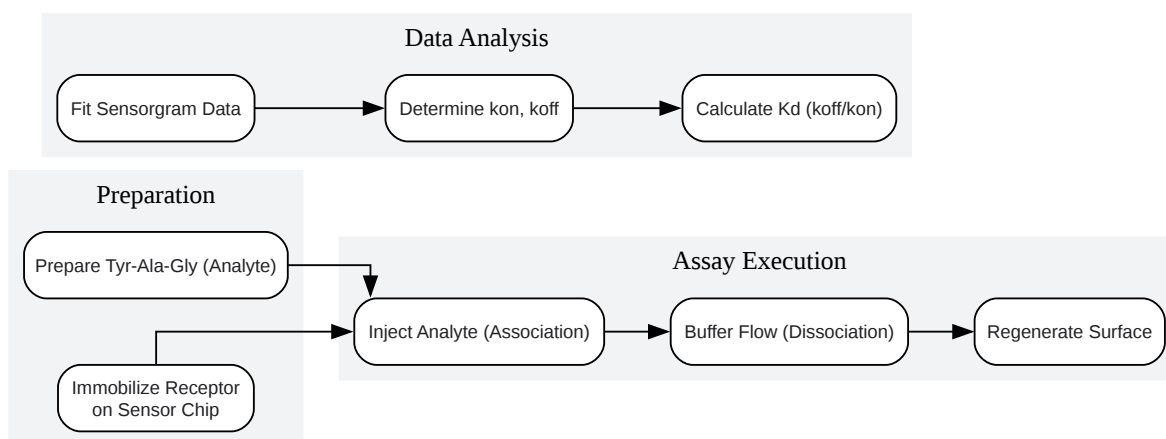 Data Analysis
Fit Sensorgram Data
Determine kon, koff
Calculate Kd (koff/kon)
Preparation
Prepare Tyr-Ala-Gly (Analyte)
Immobilize Receptor
on Sensor Chip
Assay Execution
Inject Analyte (Association)
Buffer Flow (Dissociation)
Regenerate Surface